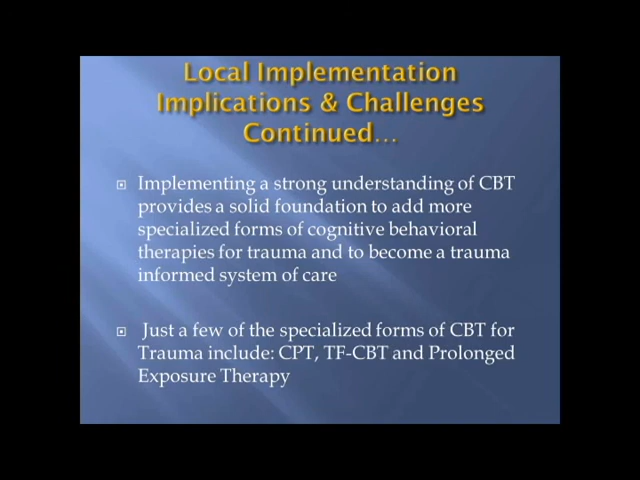 Local Implementation
Implications & Challenges
Continued…
Implementing a strong understanding of CBT
provides a solid foundation to add more
specialized forms of cognitive behavioral
therapies for trauma and to become a trauma
informed system of care
Just a few of the specialized forms of CBT for
Trauma include: CPT, TF-CBT and Prolonged
Exposure Therapy